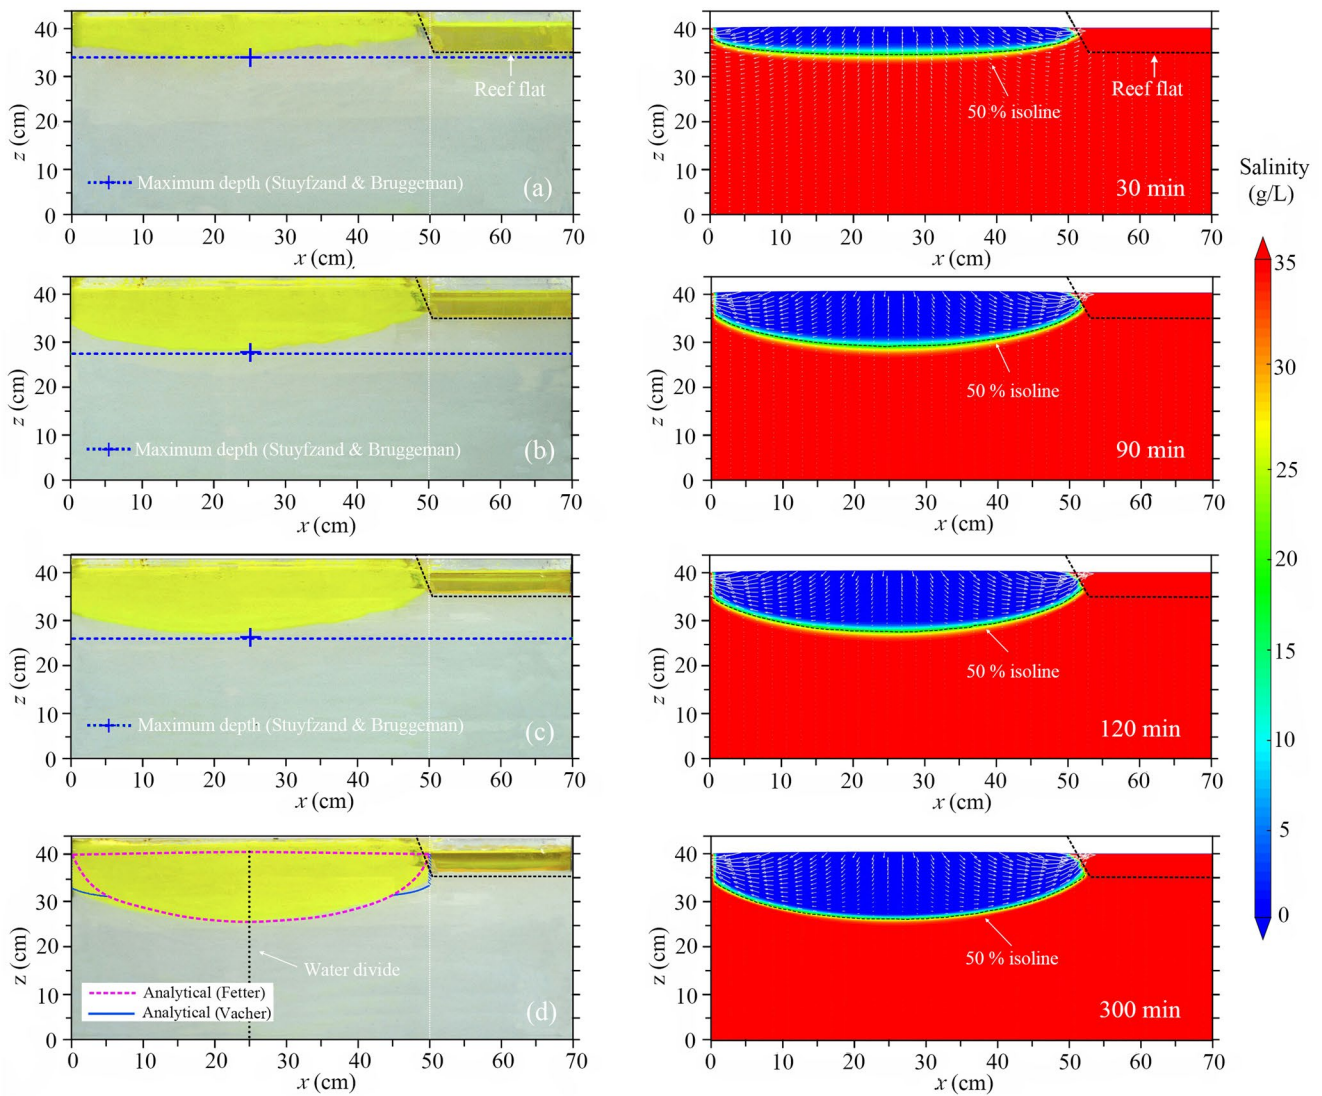 40
30
20
10
0
z (cm)
Reef flat
Maximum depth (Stuyfzand & Bruggeman)
(a)
0 10 20 30 40 50 60 70
x (cm)
40
30
20
10
0
z (cm)
Reef flat
50 % isoline
30 min
0 10 20 30 40 50 60 70
x (cm)
40
30
20
10
0
z (cm)
Maximum depth (Stuyfzand & Bruggeman)
(b)
0 10 20 30 40 50 60 70
x (cm)
40
30
20
10
0
z (cm)
50 % isoline
90 min
0 10 20 30 40 50 60 70
x (cm)
40
30
20
10
0
z (cm)
Maximum depth (Stuyfzand & Bruggeman)
(c)
0 10 20 30 40 50 60 70
x (cm)
40
30
20
10
0
z (cm)
50 % isoline
120 min
0 10 20 30 40 50 60 70
x (cm)
40
30
20
10
0
z (cm)
Water divide
Analytical (Fetter)
Analytical (Vacher)
(d)
0 10 20 30 40 50 60 70
x (cm)
40
30
20
10
0
z (cm)
50 % isoline
300 min
0 10 20 30 40 50 60 70
x (cm)
Salinity
(g/L)
35
30
25
20
15
10
5
0